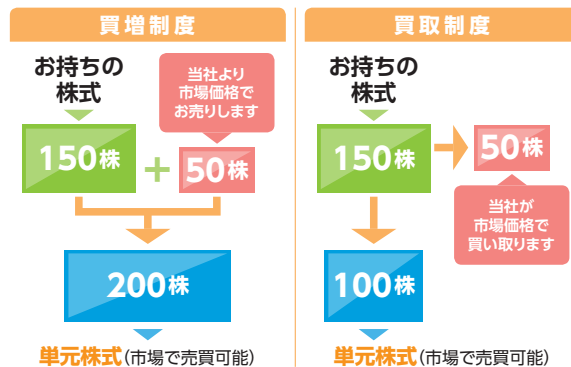 買増制度
お持ちの
株式
当社より
市場価格で
お売りします
150株
+
50株
200株
単元株式(市場で売買可能)
買取制度
お持ちの
株式
150株
50株
当社が
市場価格で
買い取ります
100株
単元株式(市場で売買可能)